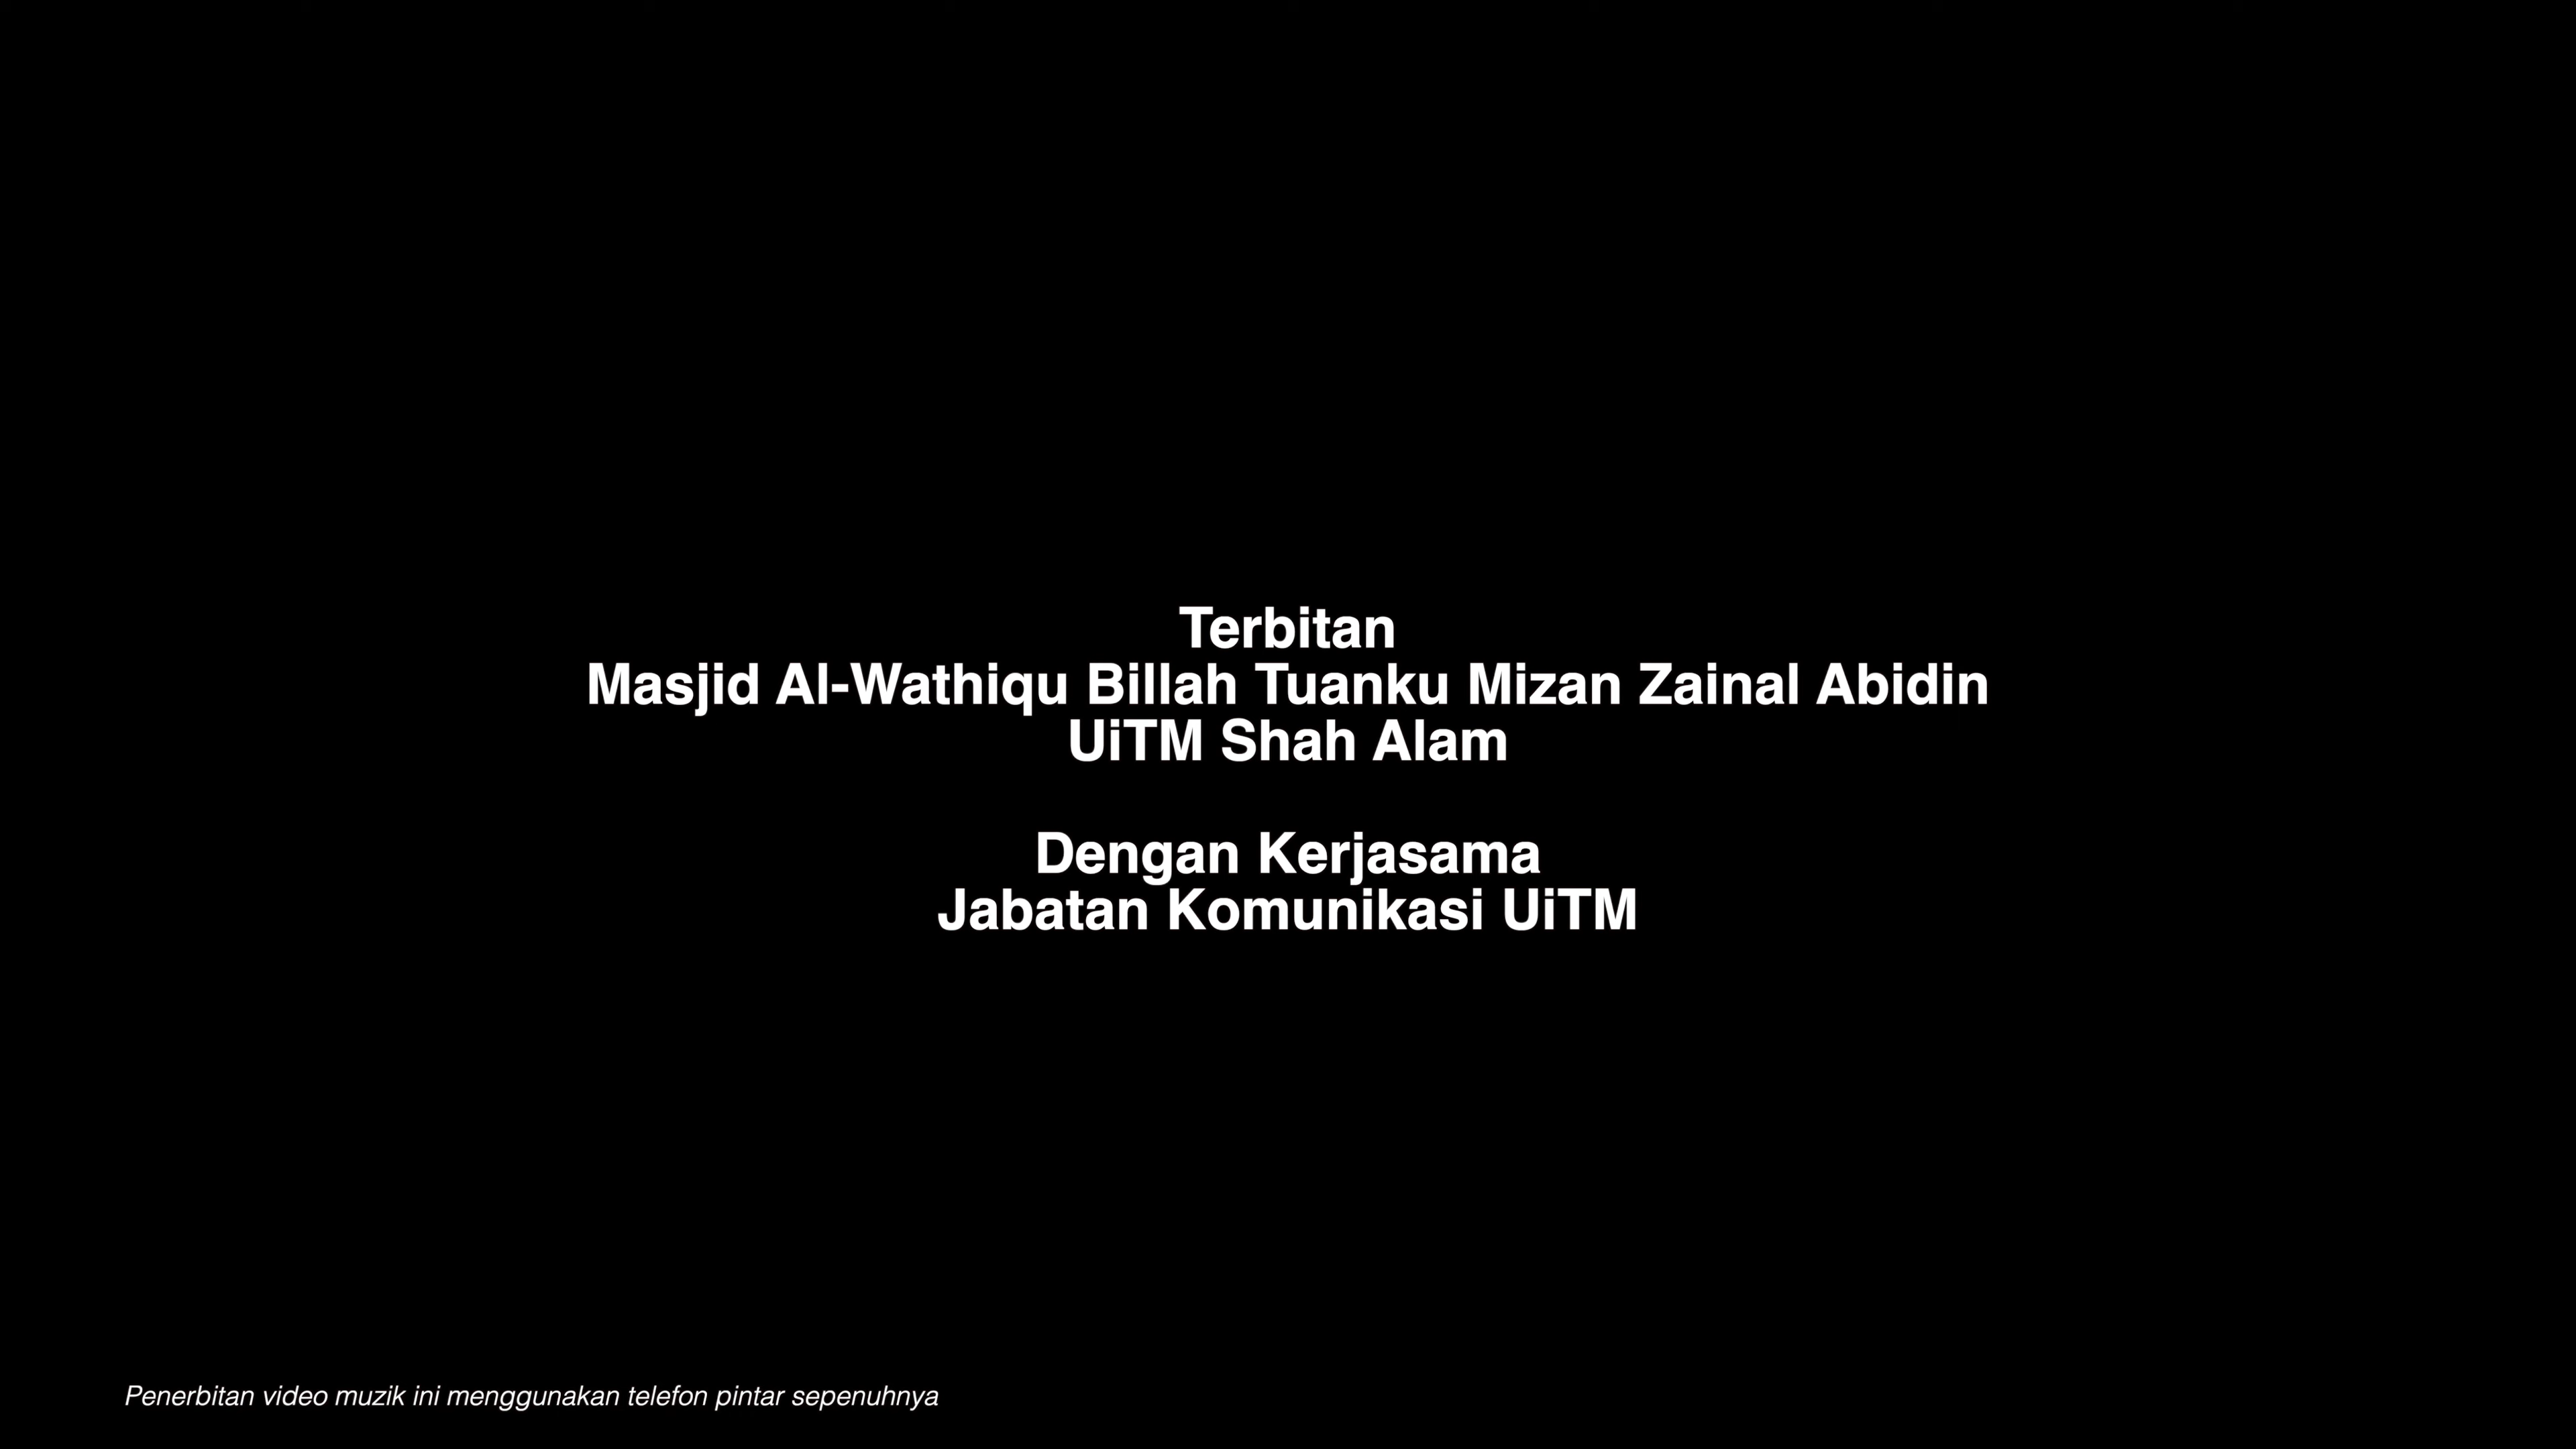 Terbitan
Masjid Al-Wathiqu Billah Tuanku Mizan Zainal Abidin
UiTM Shah Alam
Dengan Kerjasama
Jabatan Komunikasi UiTM
Penerbitan video muzik ini menggunakan telefon pintar sepenuhnya